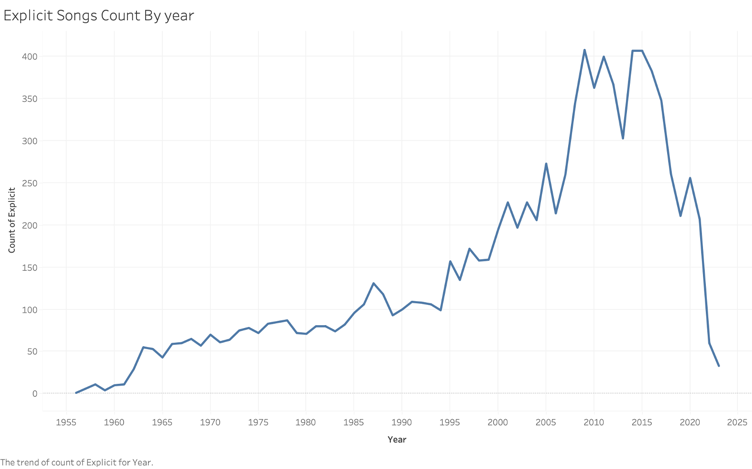 Explicit Songs Count By year
400
350
300
250
200
150
100
50
0
Count of Explicit
1955 1960 1961 1965 1970 1975 1980 1985 1990 1995 2000 2005 2010 2015 2020 2025
Year
The trend of count of Explicit for Year.